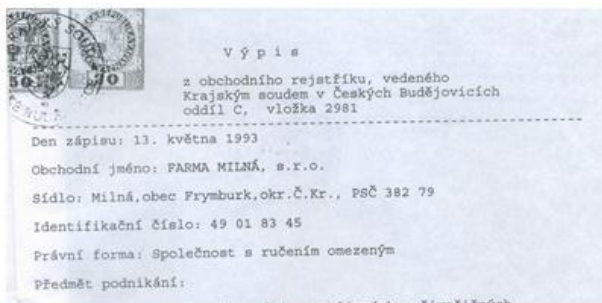 V ý p i s
z obchodního rejstříku, vedeného
Krajským soudem v Českých Budějovicích
oddíl C, vložka 2981
Den zápisu: 13. května 1993
Obchodní jméno: FARMA MILNÁ, s.r.o.
Sídlo: Milná,obec Frymburk,okr.Č.Kr., PSČ 382 79
Identifikační číslo: 49 01 83 45
Právní forma: Společnost s ručením omezeným
Předmět podnikání: